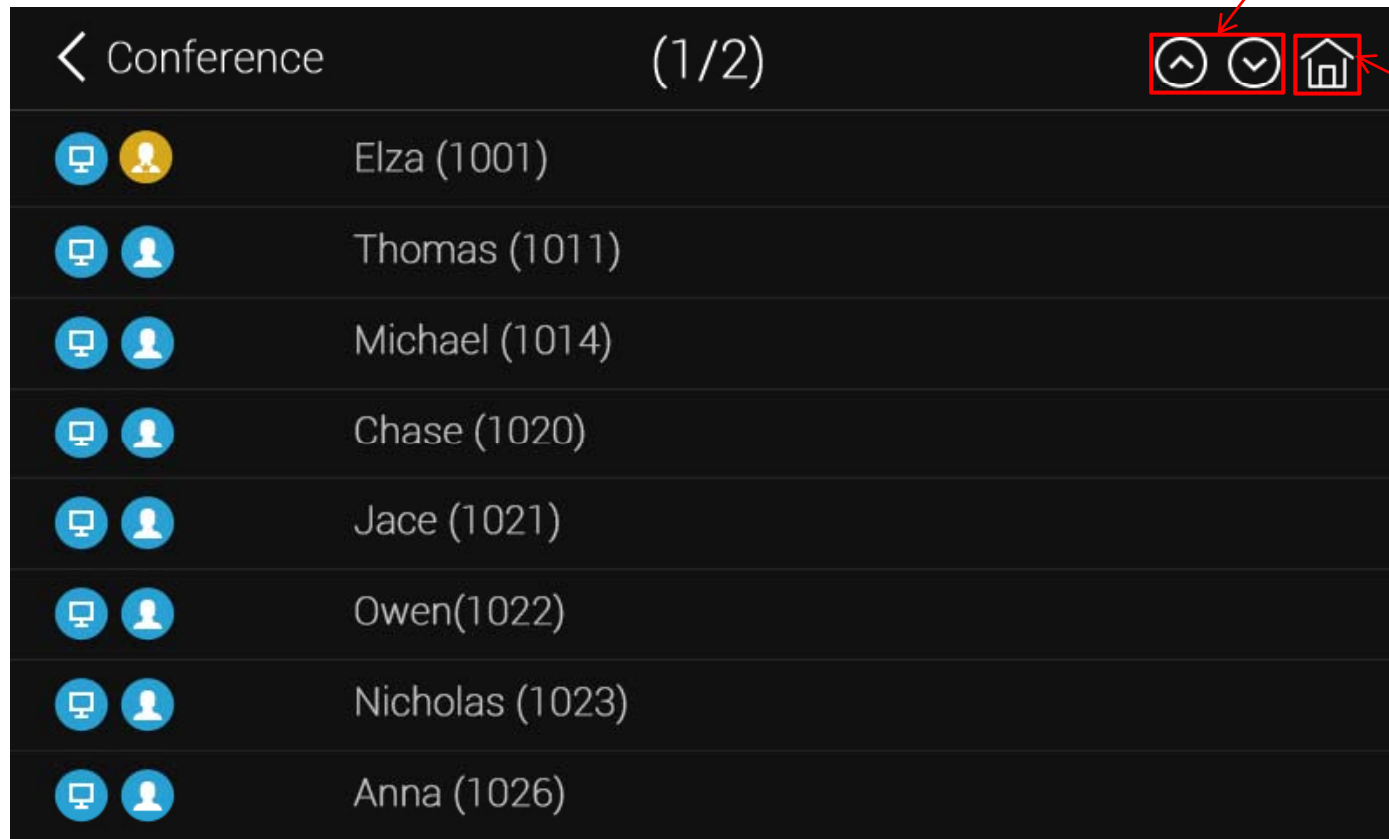 Conference
(1/2)
Elza (1001)
Thomas (1011)
Michael (1014)
Chase (1020)
Jace (1021)
Owen(1022)
Nicholas (1023)
Anna (1026)